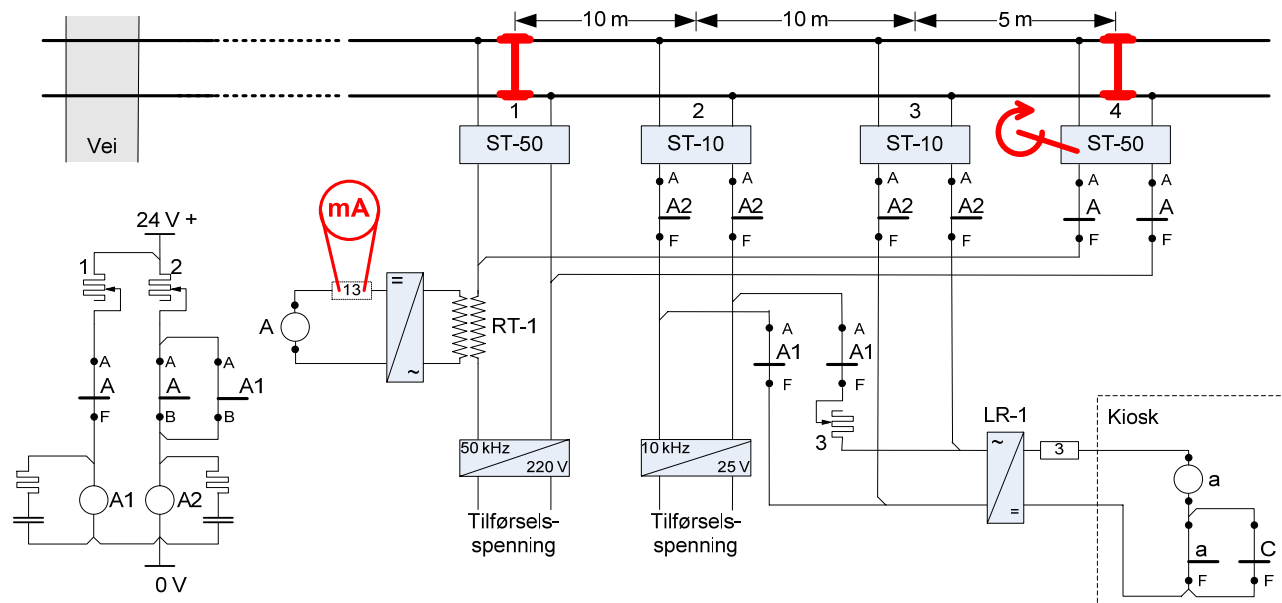 10 m
10 m
5 m
Vei
1
2
3
4
ST-50
ST-10
ST-10
ST-50
A
A
A
A
A
A
A2
A2
A2
A2
A
A
F
F
F
F
F
F
mA
24 V +
1
2
13
A
RT-1
=
~
A
A
A
A
F
A
B
A
A1
B
A
A1
F
A
A1
F
3
50 kHz
220 V
10 kHz
25 V
LR-1
~
=
3
Kiosk
a
a
F
C
F
A1
A2
0 V
Tilførsels-
spenning
Tilførsels-
spenning